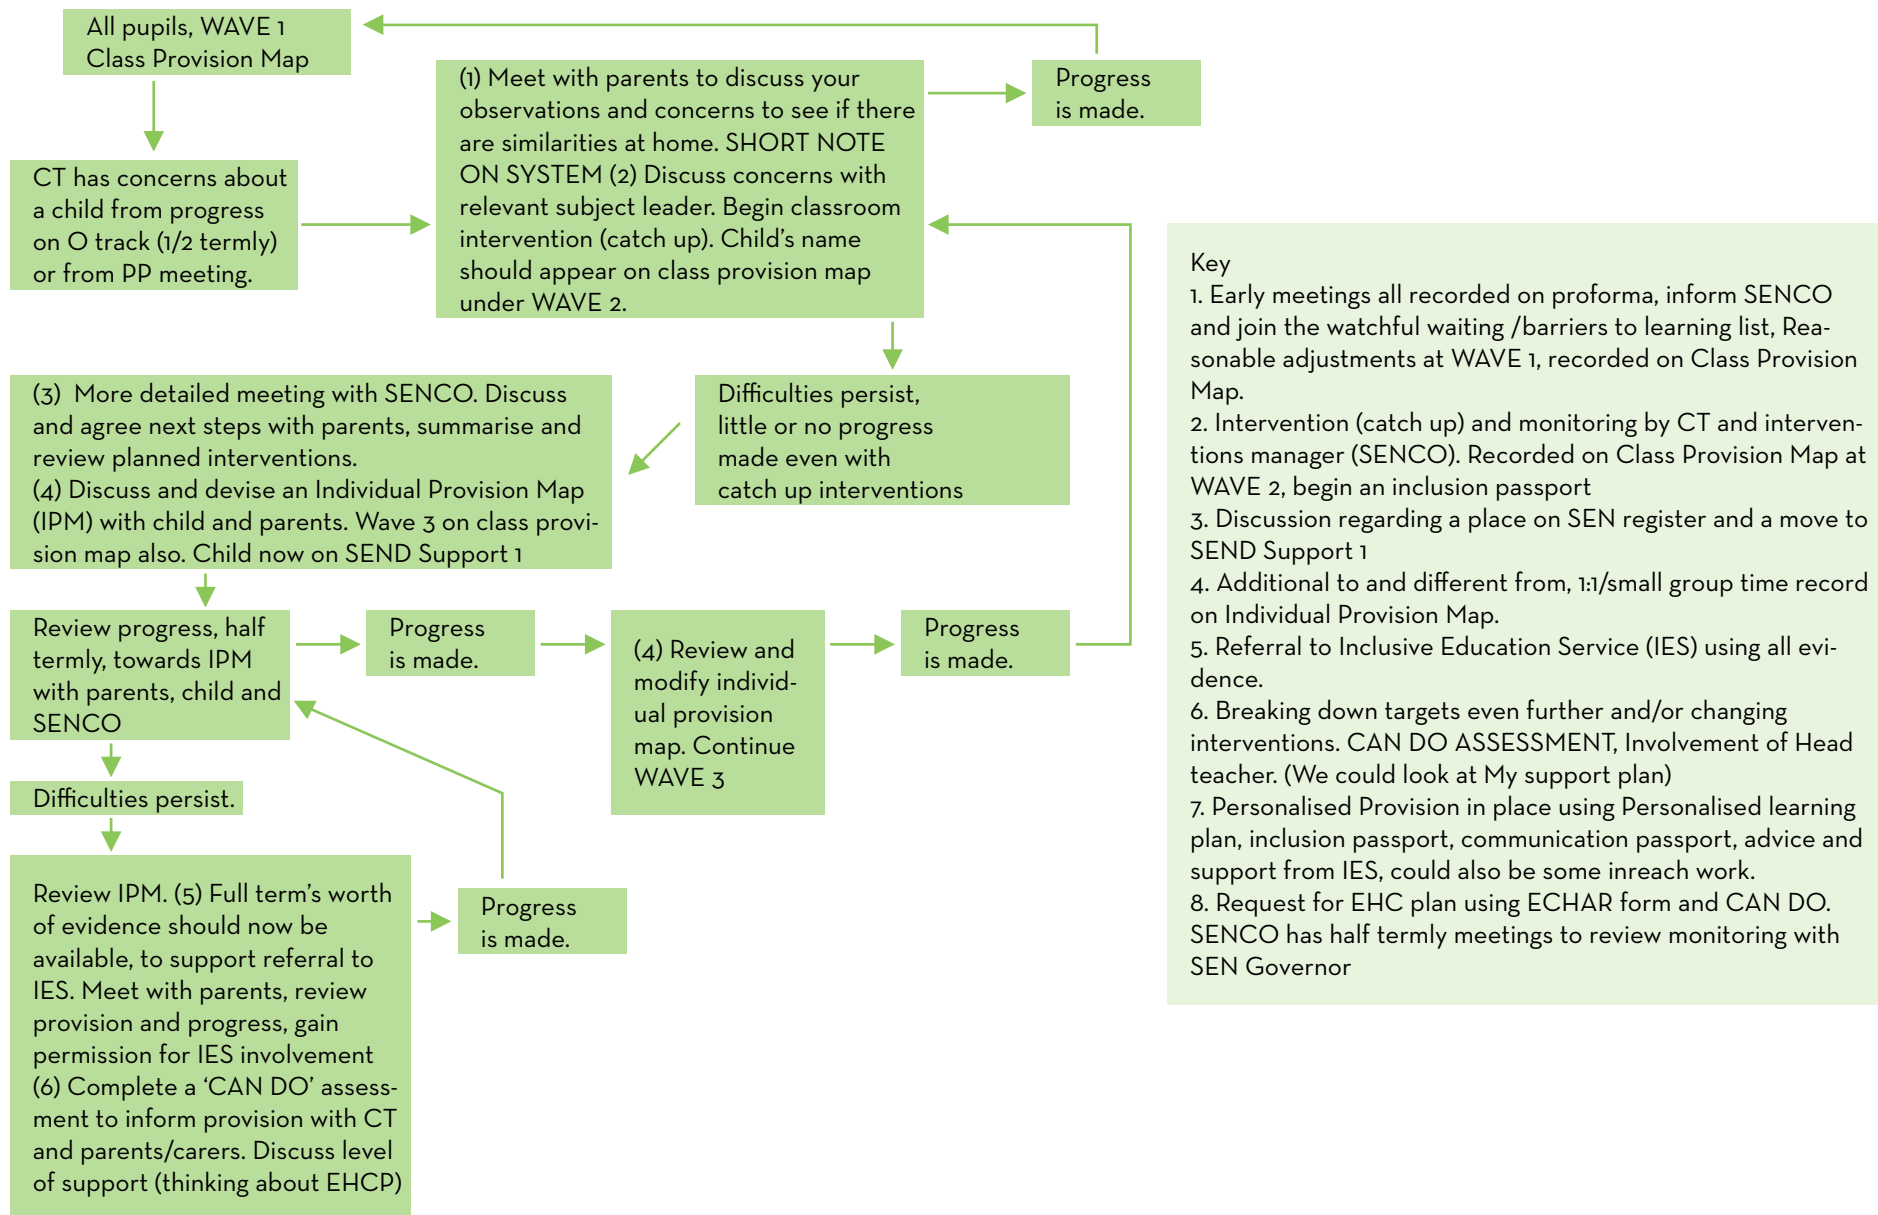 All pupils, WAVE 1
Class Provision Map
(1) Meet with parents to discuss your
observations and concerns to see if there
are similarities at home. SHORT NOTE
ON SYSTEM (2) Discuss concerns with
relevant subject leader. Begin classroom
intervention (catch up). Child's name
should appear on class provision map
under WAVE 2.
Progress
is made.
CT has concerns about
a child from progress
on O track (1/2 termly)
or from PP meeting.
Difficulties persist,
little or no progress
made even with
catch up interventions
(3) More detailed meeting with SENCO. Discuss
and agree next steps with parents, summarise and
review planned interventions.
(4) Discuss and devise an Individual Provision Map
(IPM) with child and parents. Wave 3 on class provi-
sion map also. Child now on SEND Support 1
Review progress, half
termly, towards IPM
with parents, child and
SENCO
Progress
is made.
(4) Review and
modify individ-
ual provision
map. Continue
WAVE 3
Progress
is made.
Difficulties persist.
Review IPM. (5) Full term's worth
of evidence should now be
available, to support referral to
IES. Meet with parents, review
provision and progress, gain
permission for IES involvement
(6) Complete a 'CAN DO' assess-
ment to inform provision with CT
and parents/carers. Discuss level
of support (thinking about EHCP)
Progress
is made.
Key
1. Early meetings all recorded on proforma, inform SENCO
and join the watchful waiting /barriers to learning list, Rea-
sonable adjustments at WAVE 1, recorded on Class Provision
Map.
2. Intervention (catch up) and monitoring by CT and interven-
tions manager (SENCO). Recorded on Class Provision Map at
WAVE 2, begin an inclusion passport
3. Discussion regarding a place on SEN register and a move to
SEND Support 1
4. Additional to and different from, 1:1/small group time record
on Individual Provision Map.
5. Referral to Inclusive Education Service (IES) using all evi-
dence.
6. Breaking down targets even further and/or changing
interventions. CAN DO ASSESSMENT, Involvement of Head
teacher. (We could look at My support plan)
7. Personalised Provision in place using Personalised learning
plan, inclusion passport, communication passport, advice and
support from IES, could also be some inreach work.
8. Request for EHC plan using ECHAR form and CAN DO.
SENCO has half termly meetings to review monitoring with
SEN Governor